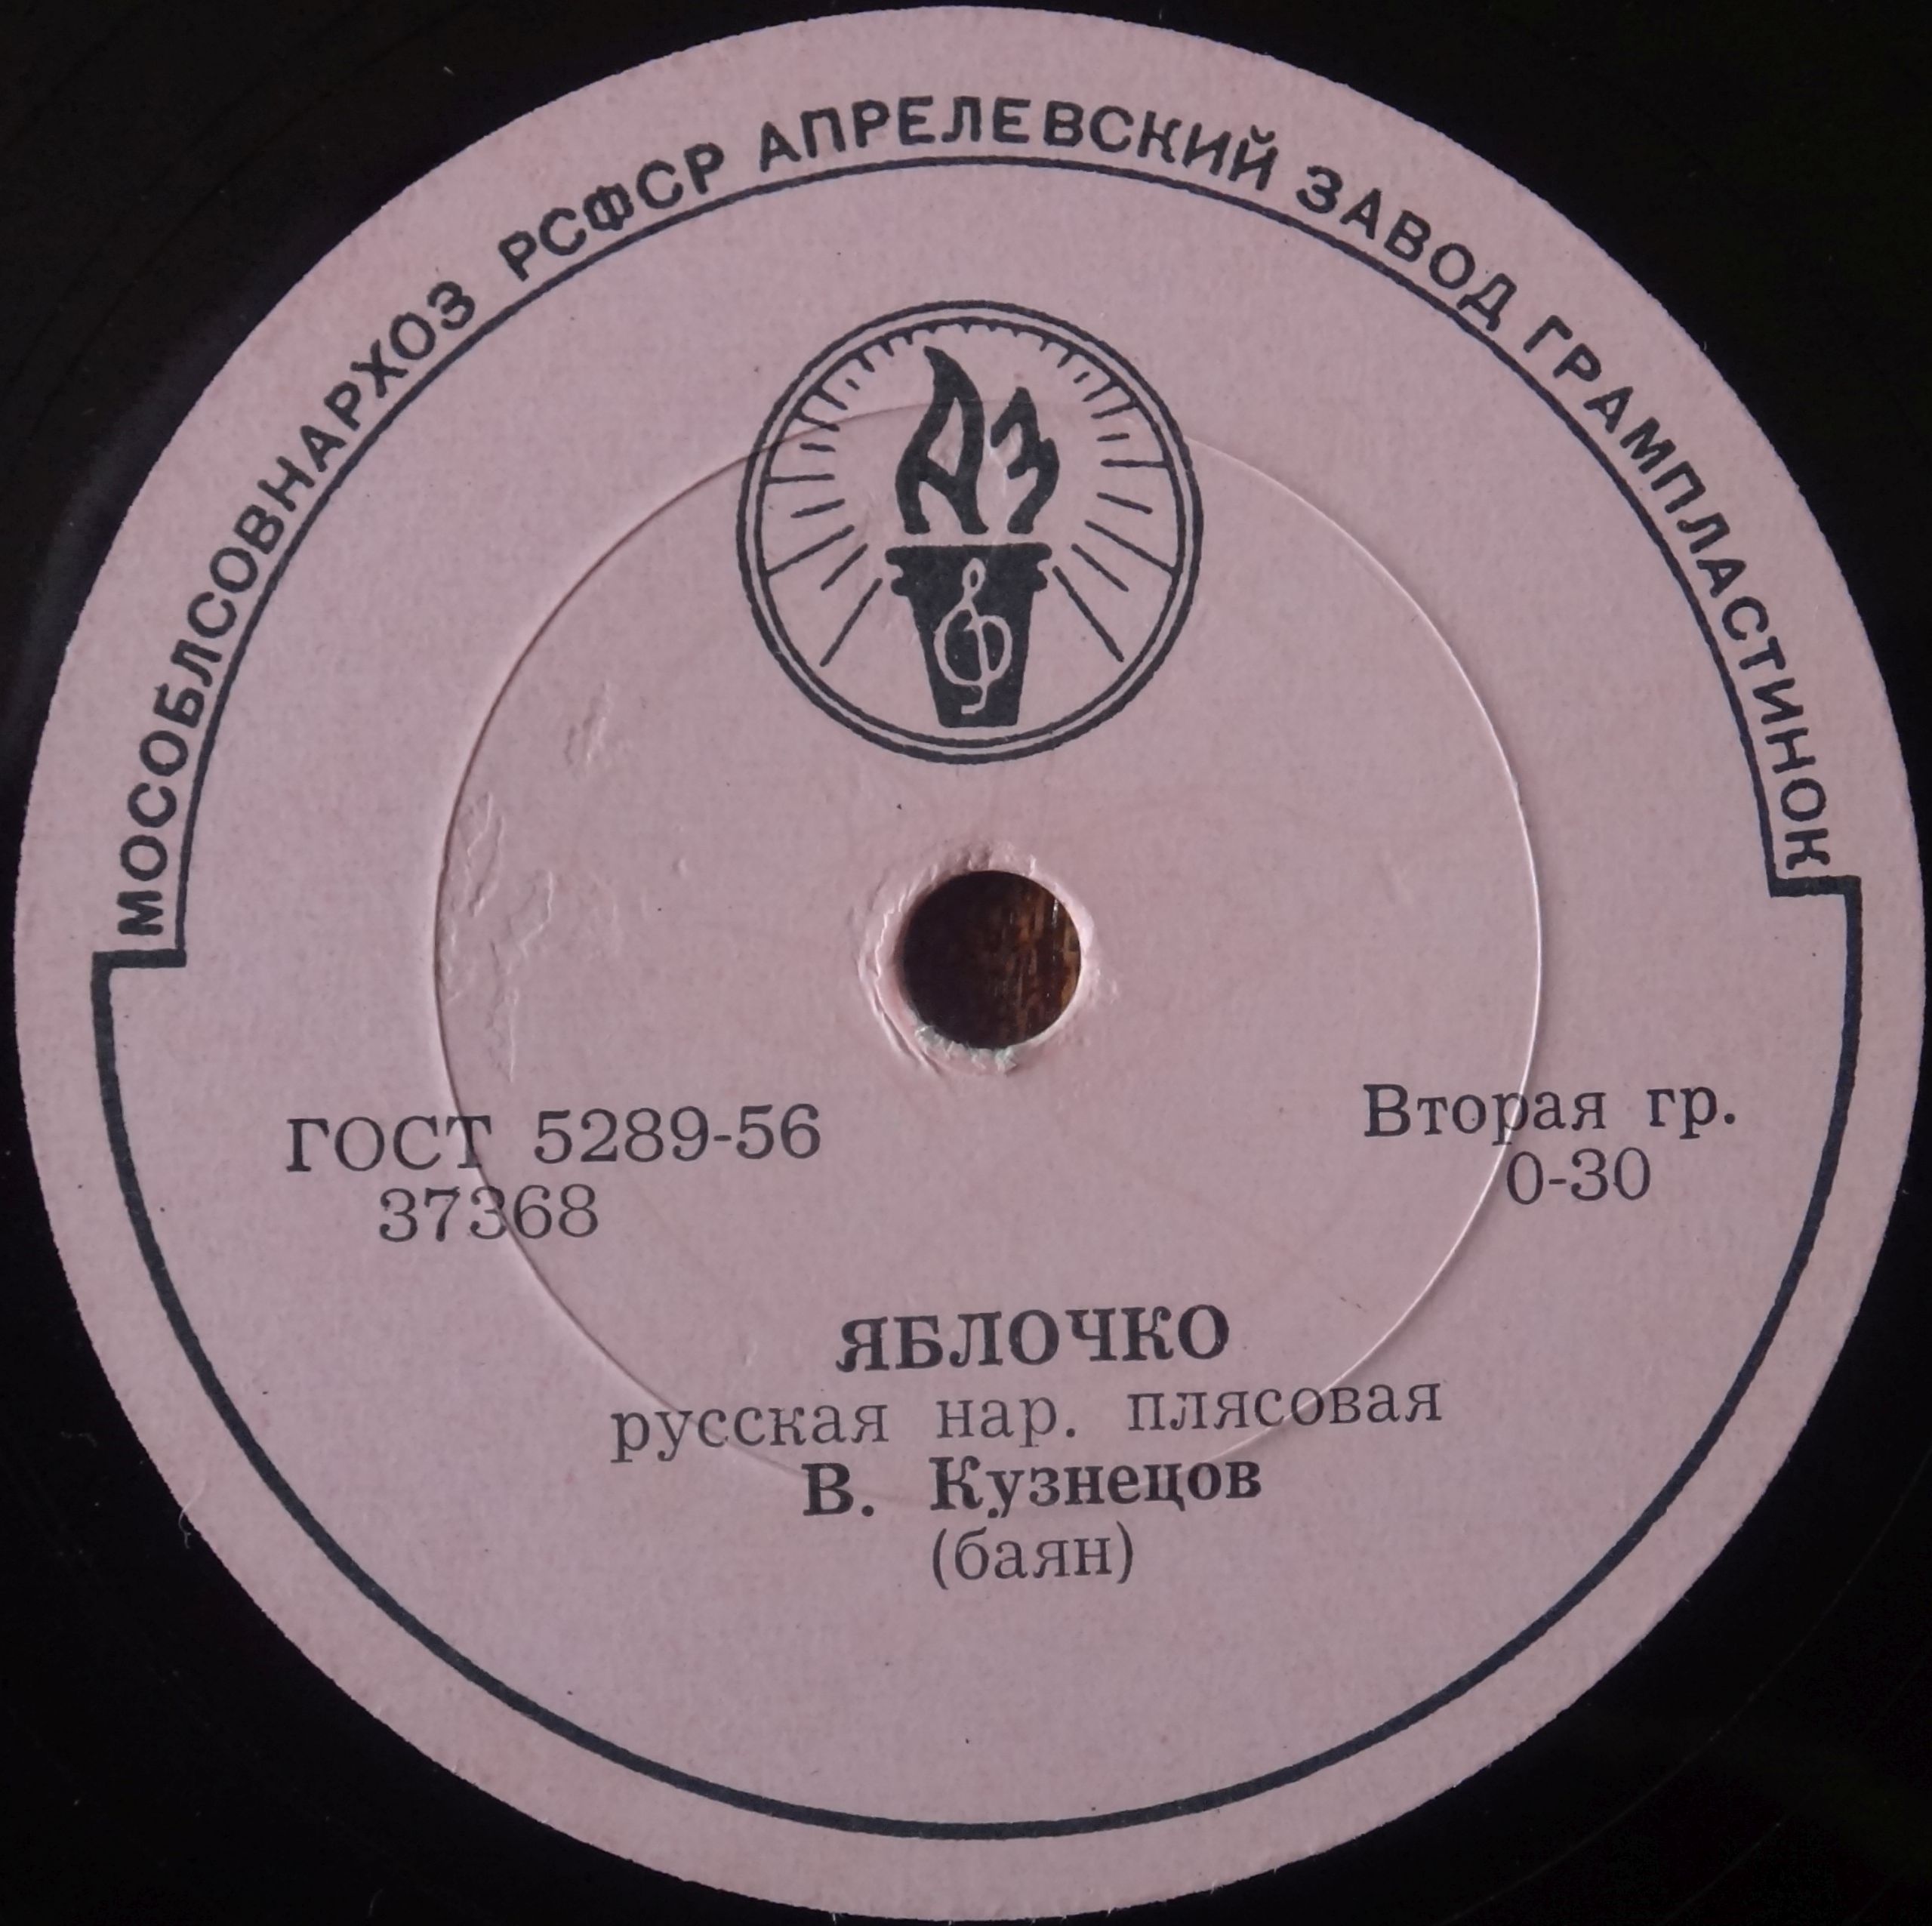 МОСОБЛСОВНАРХОЗ РСФСР АПРЕЛЕВСКИЙ ЗАВОД ГРАМПЛАСТИНОК
АЗ
ГОСТ 5289-56
37368
Вторая гр.
0-30
ЯБЛОЧКО
русская нар. плясовая
В. Кузнецов
(баян)